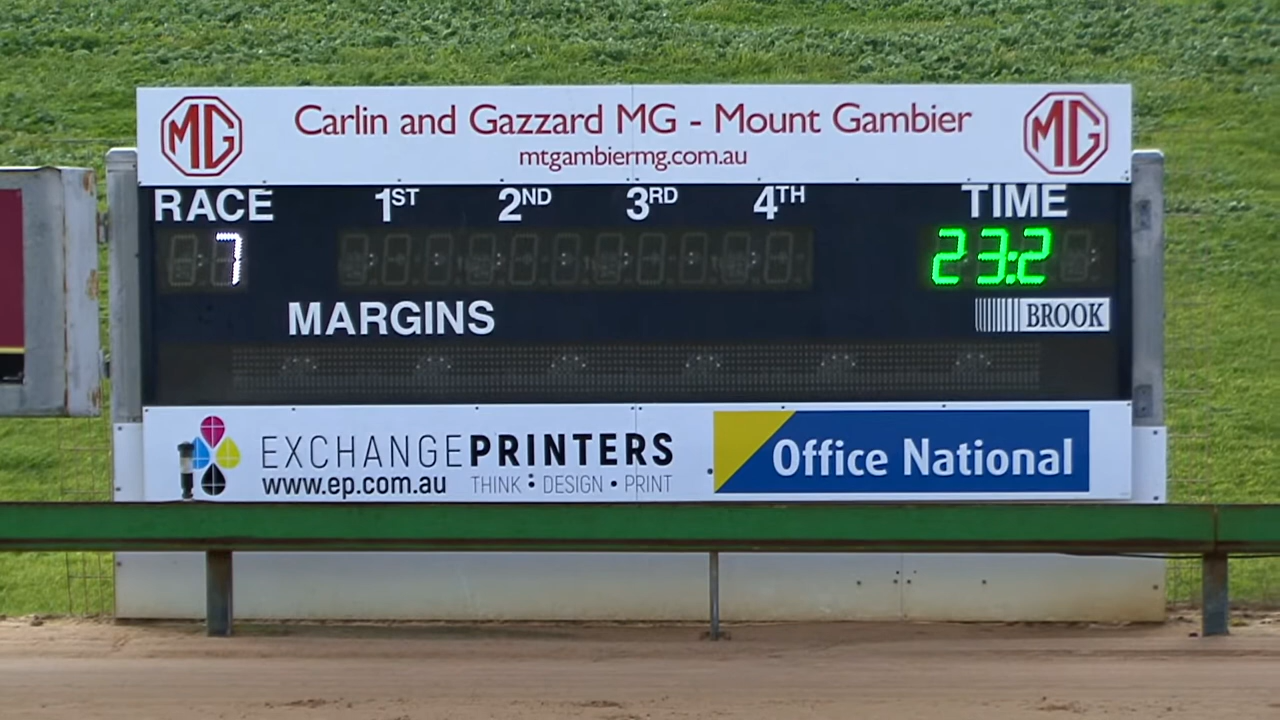 MG Carlin and Gazzard MG - Mount Gambier MG
mtgambiermg.com.au
RACE 1ST 2ND 3RD 4TH TIME
7 23:2
MARGINS BROOK
EXCHANGEPRINTERS Office National
www.ep.com.au THINK : DESIGN • PRINT